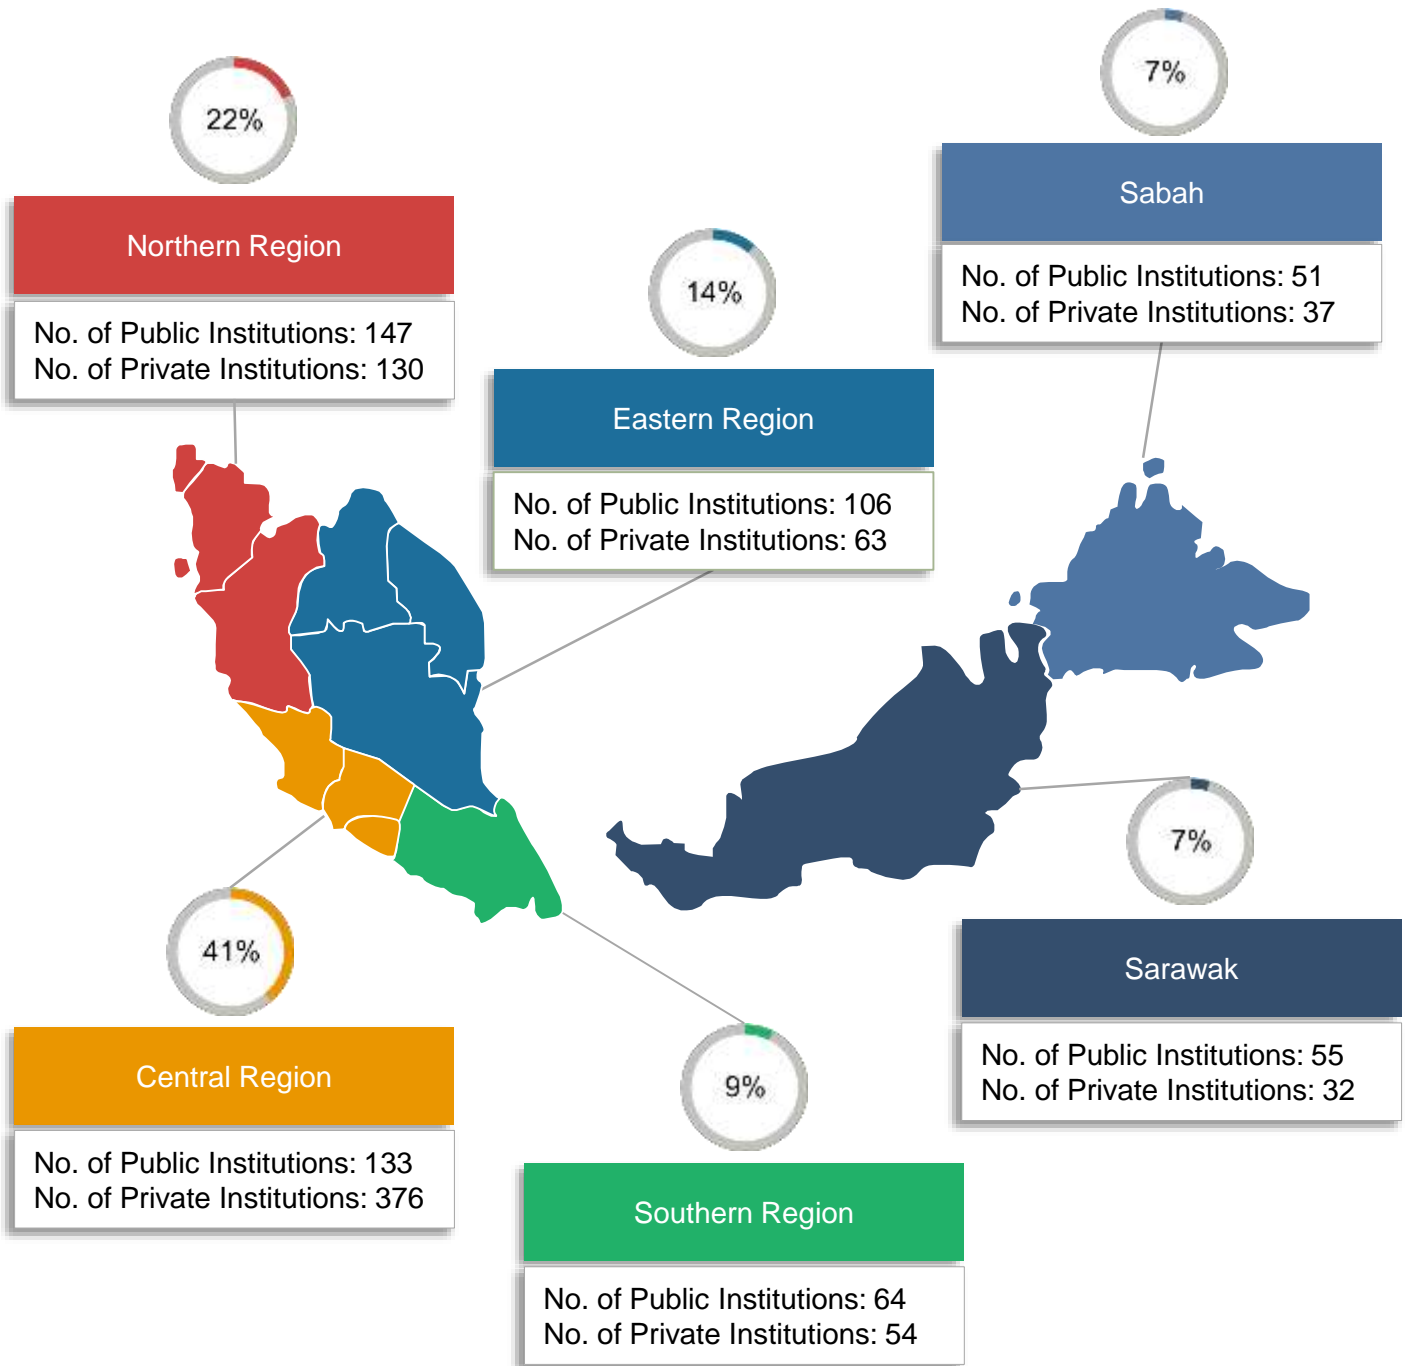 22%
Northern Region
No. of Public Institutions: 147
No. of Private Institutions: 130
14%
Eastern Region
No. of Public Institutions: 106
No. of Private Institutions: 63
7%
Sabah
No. of Public Institutions: 51
No. of Private Institutions: 37
41%
Central Region
No. of Public Institutions: 133
No. of Private Institutions: 376
9%
Southern Region
No. of Public Institutions: 64
No. of Private Institutions: 54
7%
Sarawak
No. of Public Institutions: 55
No. of Private Institutions: 32